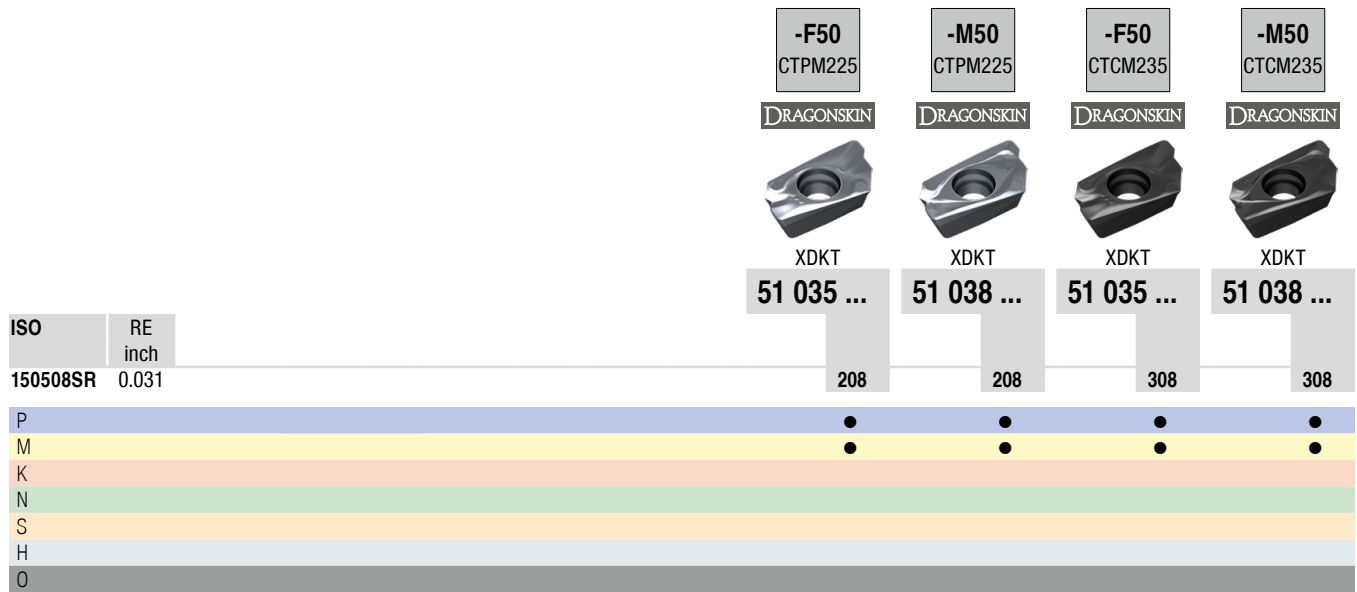 -F50 -M50 -F50 -M50
CTPM225 CTPM225 CTCM235 CTCM235
DRAGONSKIN DRAGONSKIN DRAGONSKIN DRAGONSKIN
XDKT XDKT XDKT XDKT
51 035 ... 51 038 ... 51 035 ... 51 038 ...
ISO RE
inch
150508SR 0.031 208 208 308 308
P ● ● ● ●
M ● ● ● ●
K
N
S
H
O